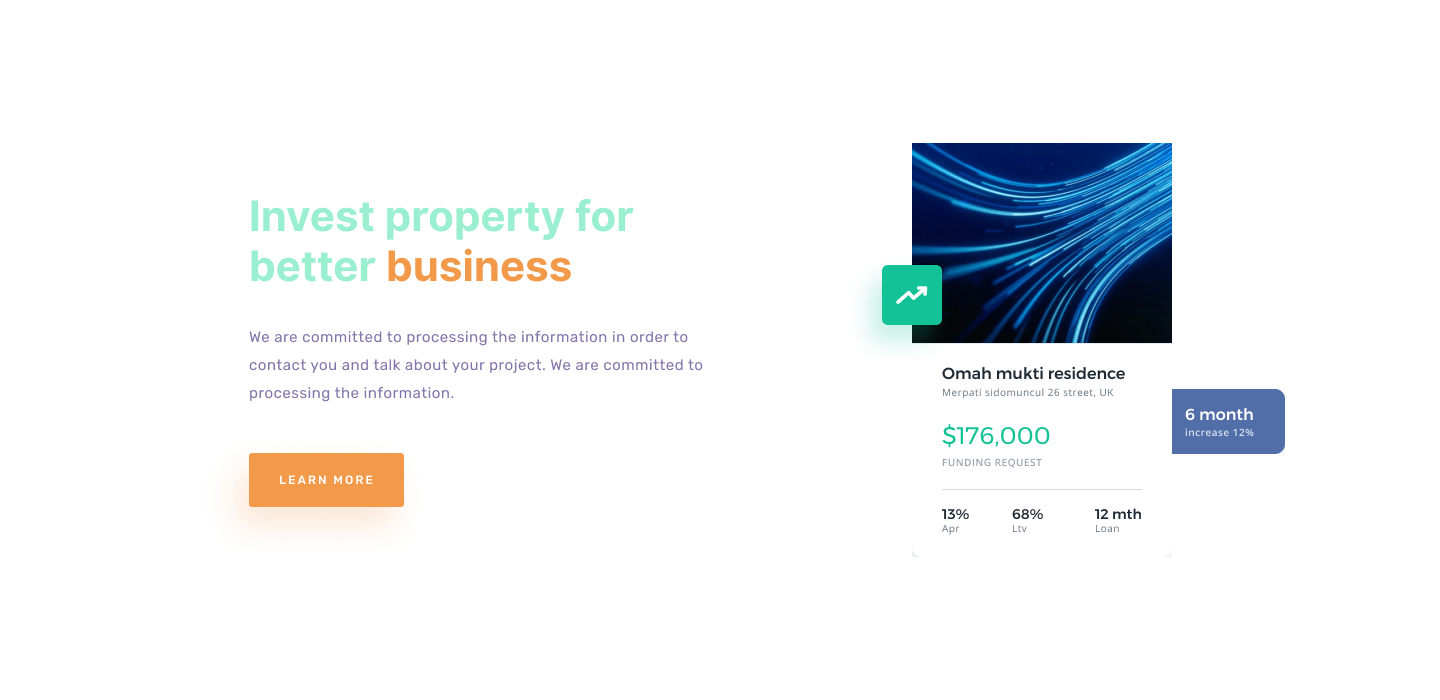 Invest property for
better business
We are committed to processing the information in order to
contact you and talk about your project. We are committed to
processing the information.
LEARN MORE
Omah mukti residence
Merpati sidomuncul 26 street, UK
$176,000
FUNDING REQUEST
13% 68% 12 mth
Apr Ltv Loan
6 month
increase 12%